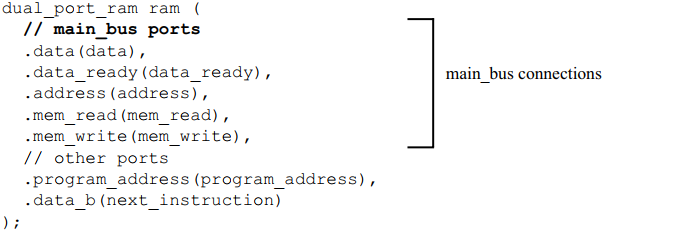 dual_port_ram ram (
// main_bus ports
.data(data),
.data_ready(data_ready),
.address(address),
.mem_read(mem_read),
.mem_write(mem_write),
// other ports
.program_address(program_address),
.data_b(next_instruction)
);
main_bus connections